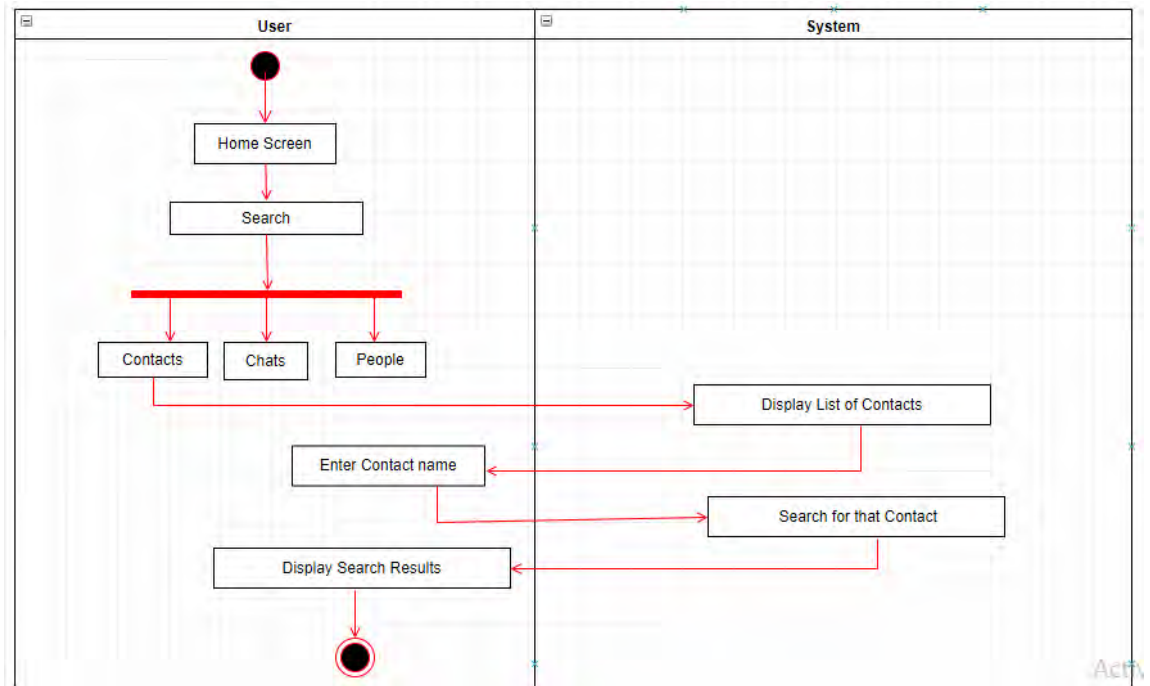 User
System
Home Screen
Search
Contacts
Chats
People
Display List of Contacts
Enter Contact name
Search for that Contact
Display Search Results